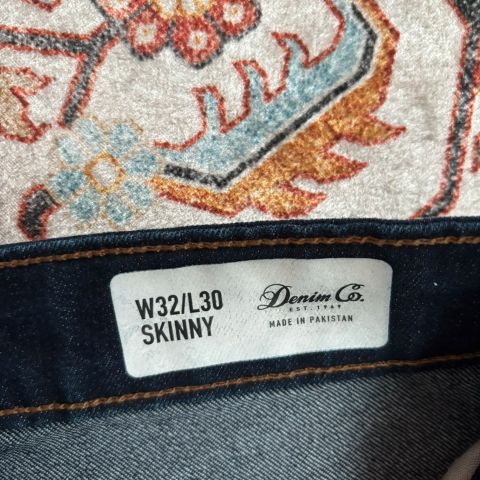 W32/L30
SKINNY
Denim Co.
EST. 1969
MADE IN PAKISTAN